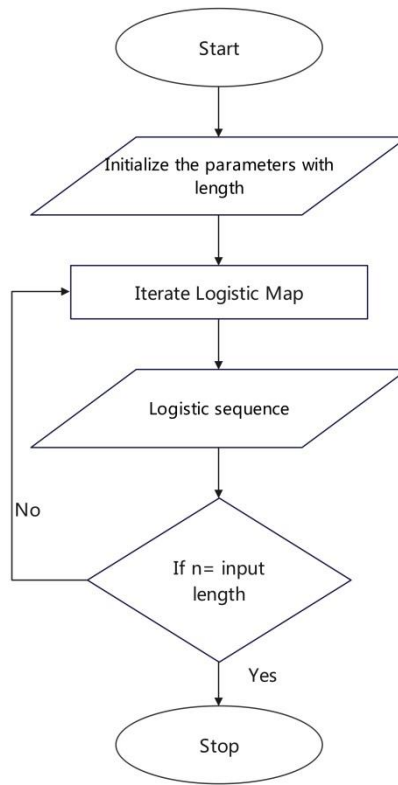 Start
Initialize the parameters with
length
Iterate Logistic Map
Logistic sequence
No
If n= input
length
Yes
Stop